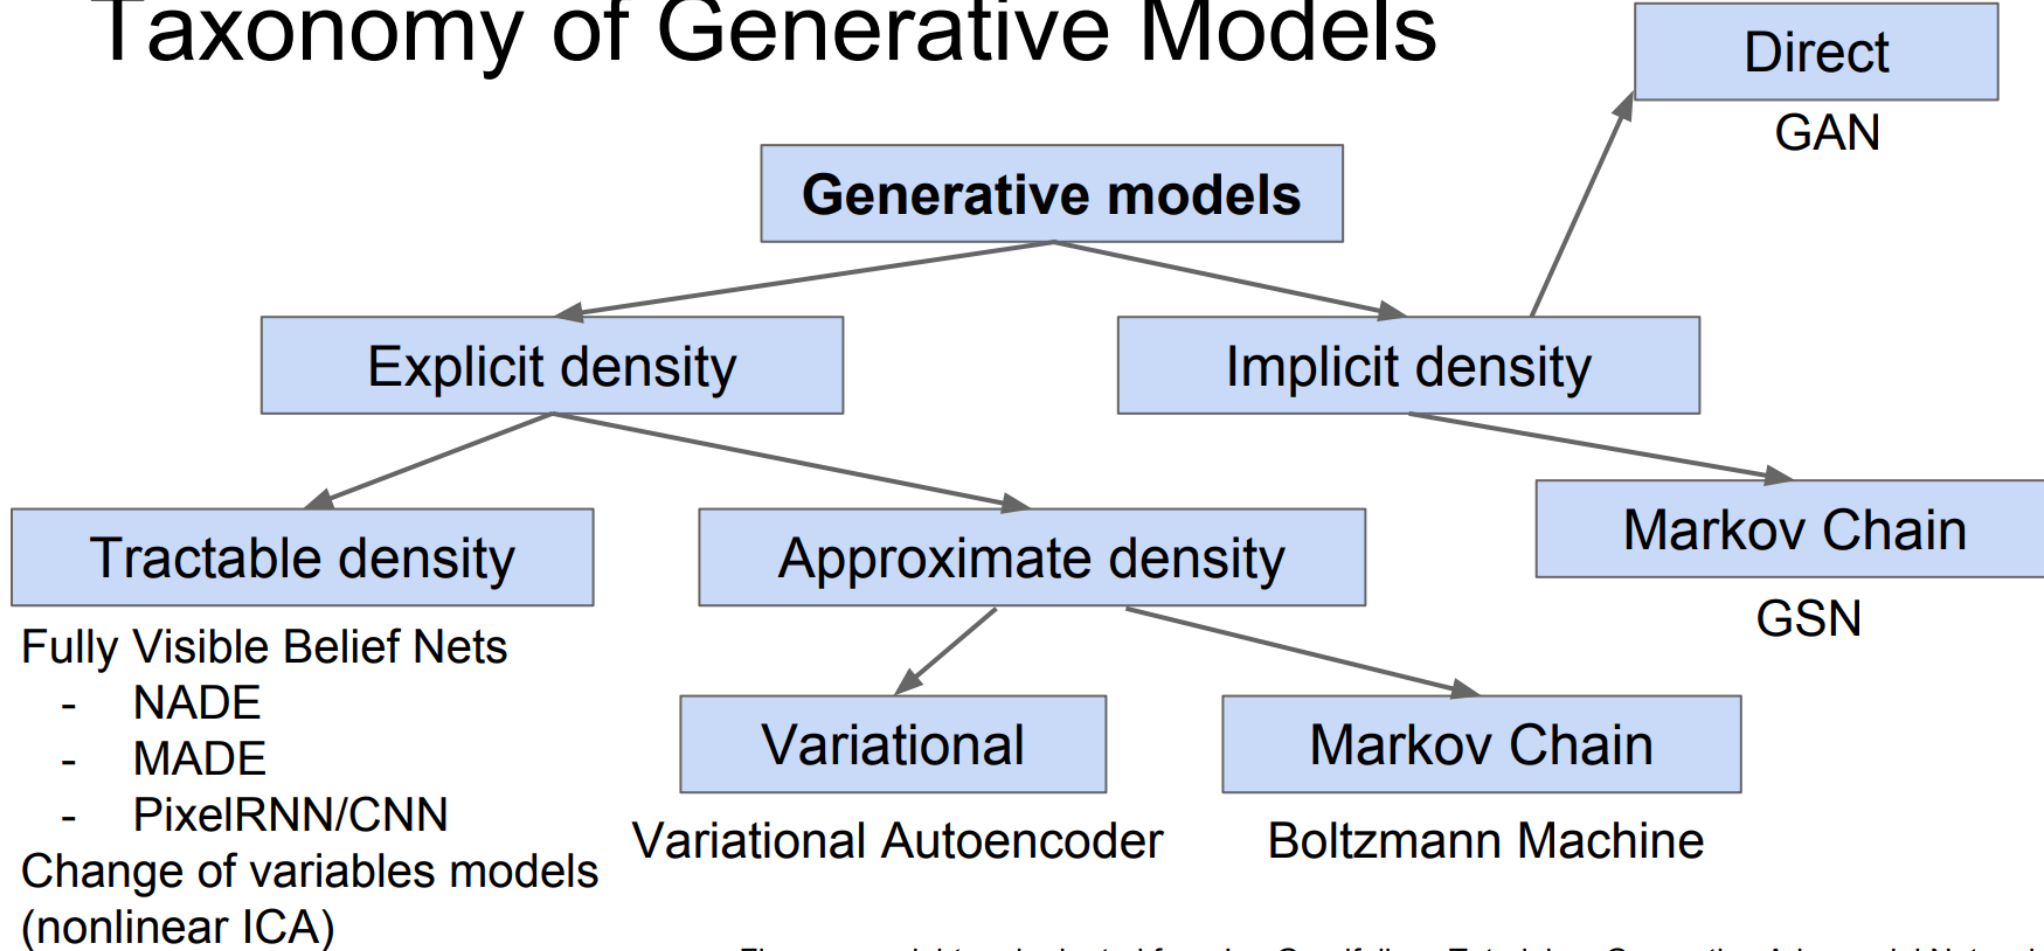 Taxonomy of Generative Models
Direct
GAN
Generative models
Explicit density
Implicit density
Tractable density
Approximate density
Markov Chain
GSN
Fully Visible Belief Nets
- NADE
- MADE
- PixelRNN/CNN
Change of variables models
(nonlinear ICA)
Variational
Markov Chain
Variational Autoencoder
Boltzmann Machine